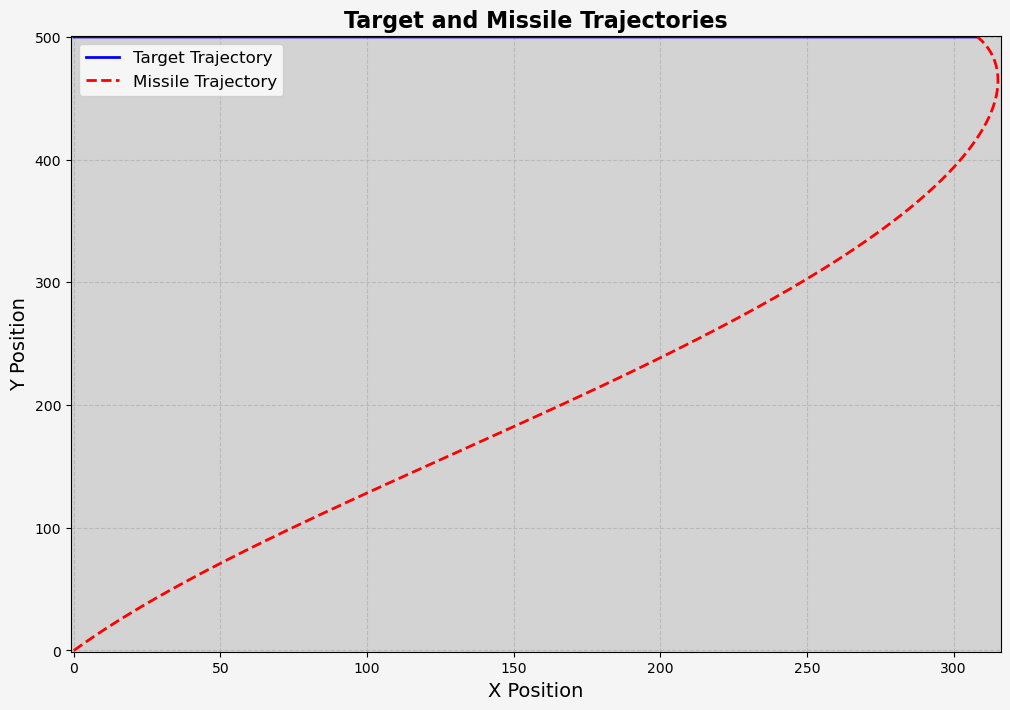 Target and Missile Trajectories
Target Trajectory
Missile Trajectory
500
400
300
200
100
0
Y Position
0 50 100 150 200 250 300
X Position